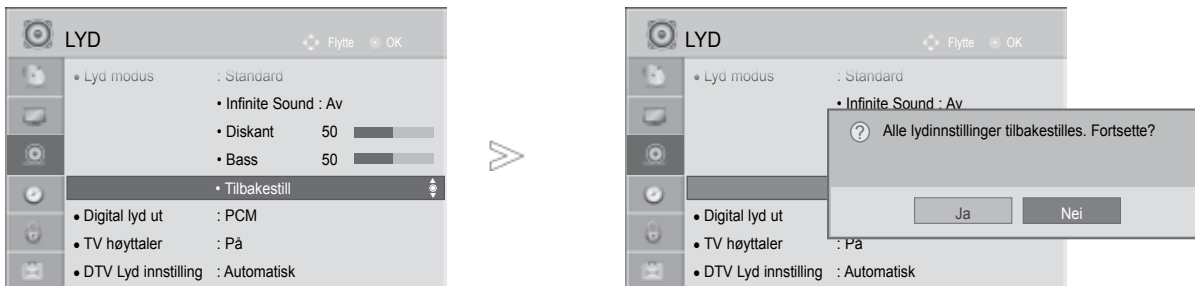 LYD
Flytte OK
• Lyd modus : Standard
• Infinite Sound : Av
• Diskant 50
• Bass 50
• Tilbakestill
• Digital lyd ut : PCM
• TV høyttaler : På
• DTV Lyd innstilling : Automatisk
LYD
Flytte OK
• Lyd modus : Standard
• Infinite Sound : Av
? Alle lydinnstillinger tilbakestilles. Fortsette?
Ja Nei
• Digital lyd ut
• TV høyttaler : På
• DTV Lyd innstilling : Automatisk